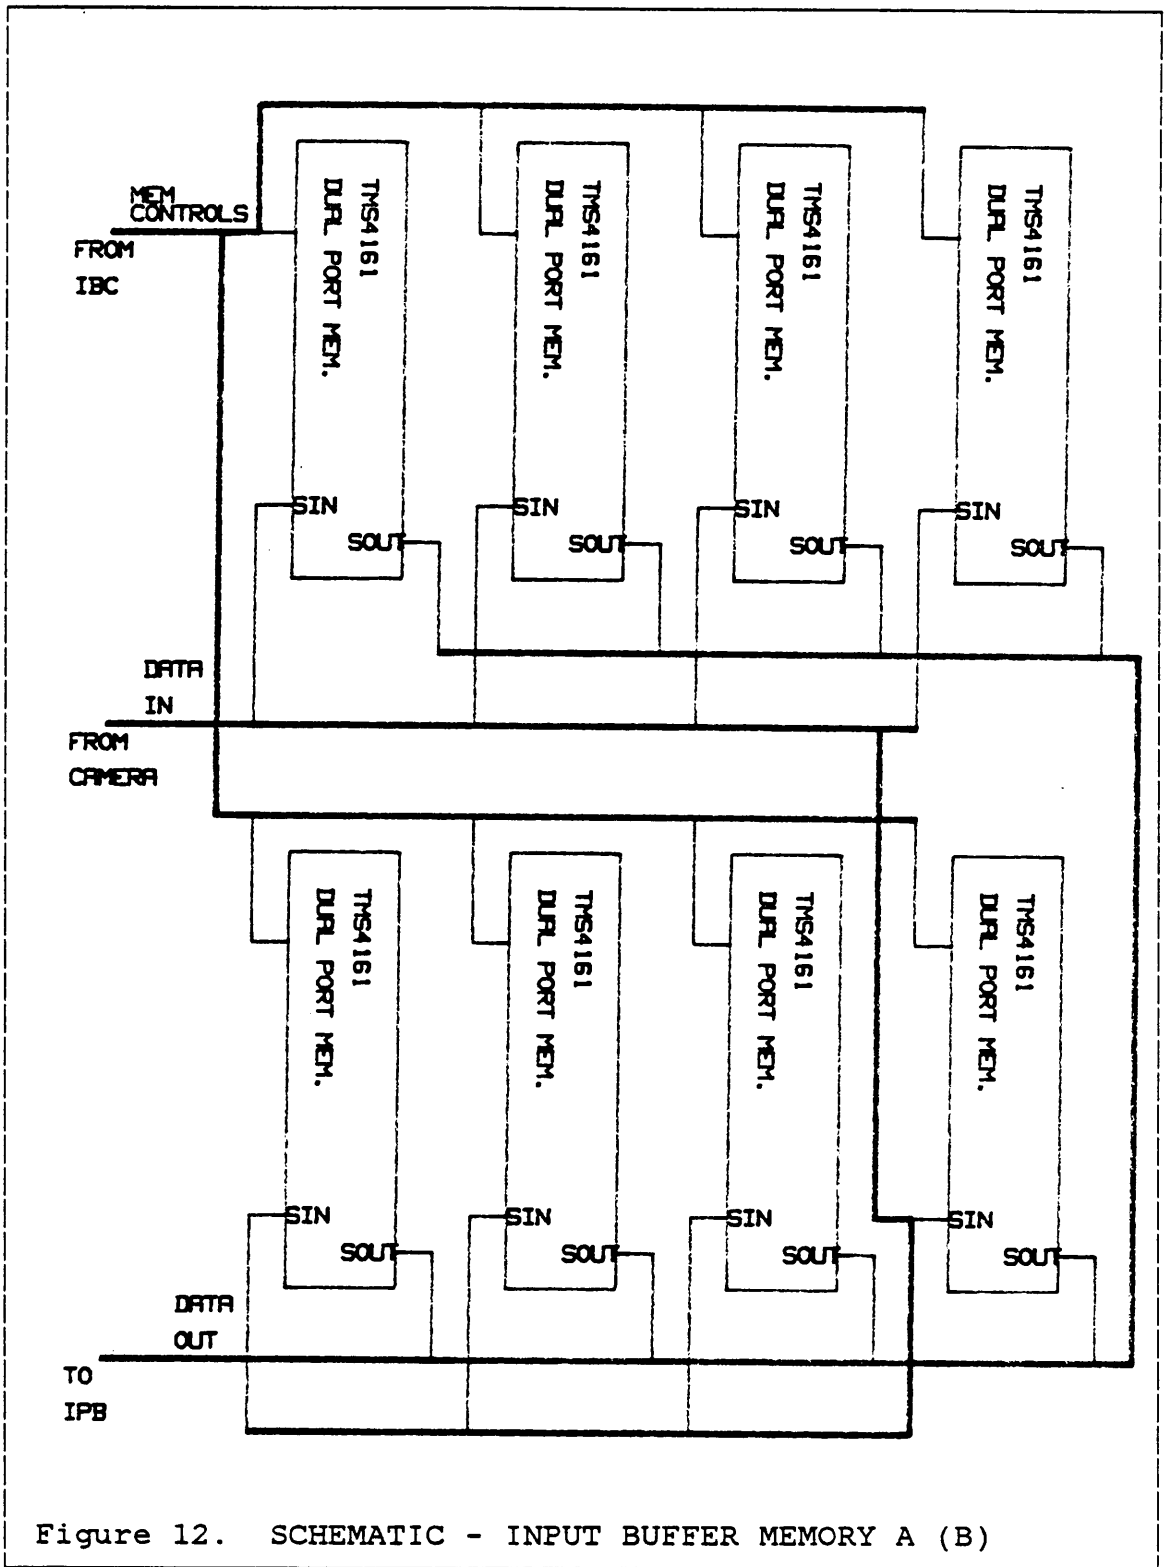 MEM
CONTROLS
FROM
IBC
TMS4161
DUAL PORT MEM.
SIN
SOUT
TMS4161
DUAL PORT MEM.
SIN
SOUT
TMS4161
DUAL PORT MEM.
SIN
SOUT
TMS4161
DUAL PORT MEM.
SIN
SOUT
DATA
IN
FROM
CAMERA
TMS4161
DUAL PORT MEM.
SIN
SOUT
TMS4161
DUAL PORT MEM.
SIN
SOUT
TMS4161
DUAL PORT MEM.
SIN
SOUT
TMS4161
DUAL PORT MEM.
SIN
SOUT
DATA
OUT
TO
IPB
Figure 12. SCHEMATIC - INPUT BUFFER MEMORY A (B)